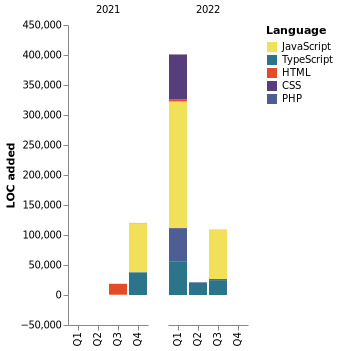 2021
2022
Language
JavaScript
TypeScript
HTML
CSS
PHP
LOC added
450,000
400,000
350,000
300,000
250,000
200,000
150,000
100,000
50,000
0
−50,000
Q1
Q2
Q3
Q4
Q1
Q2
Q3
Q4